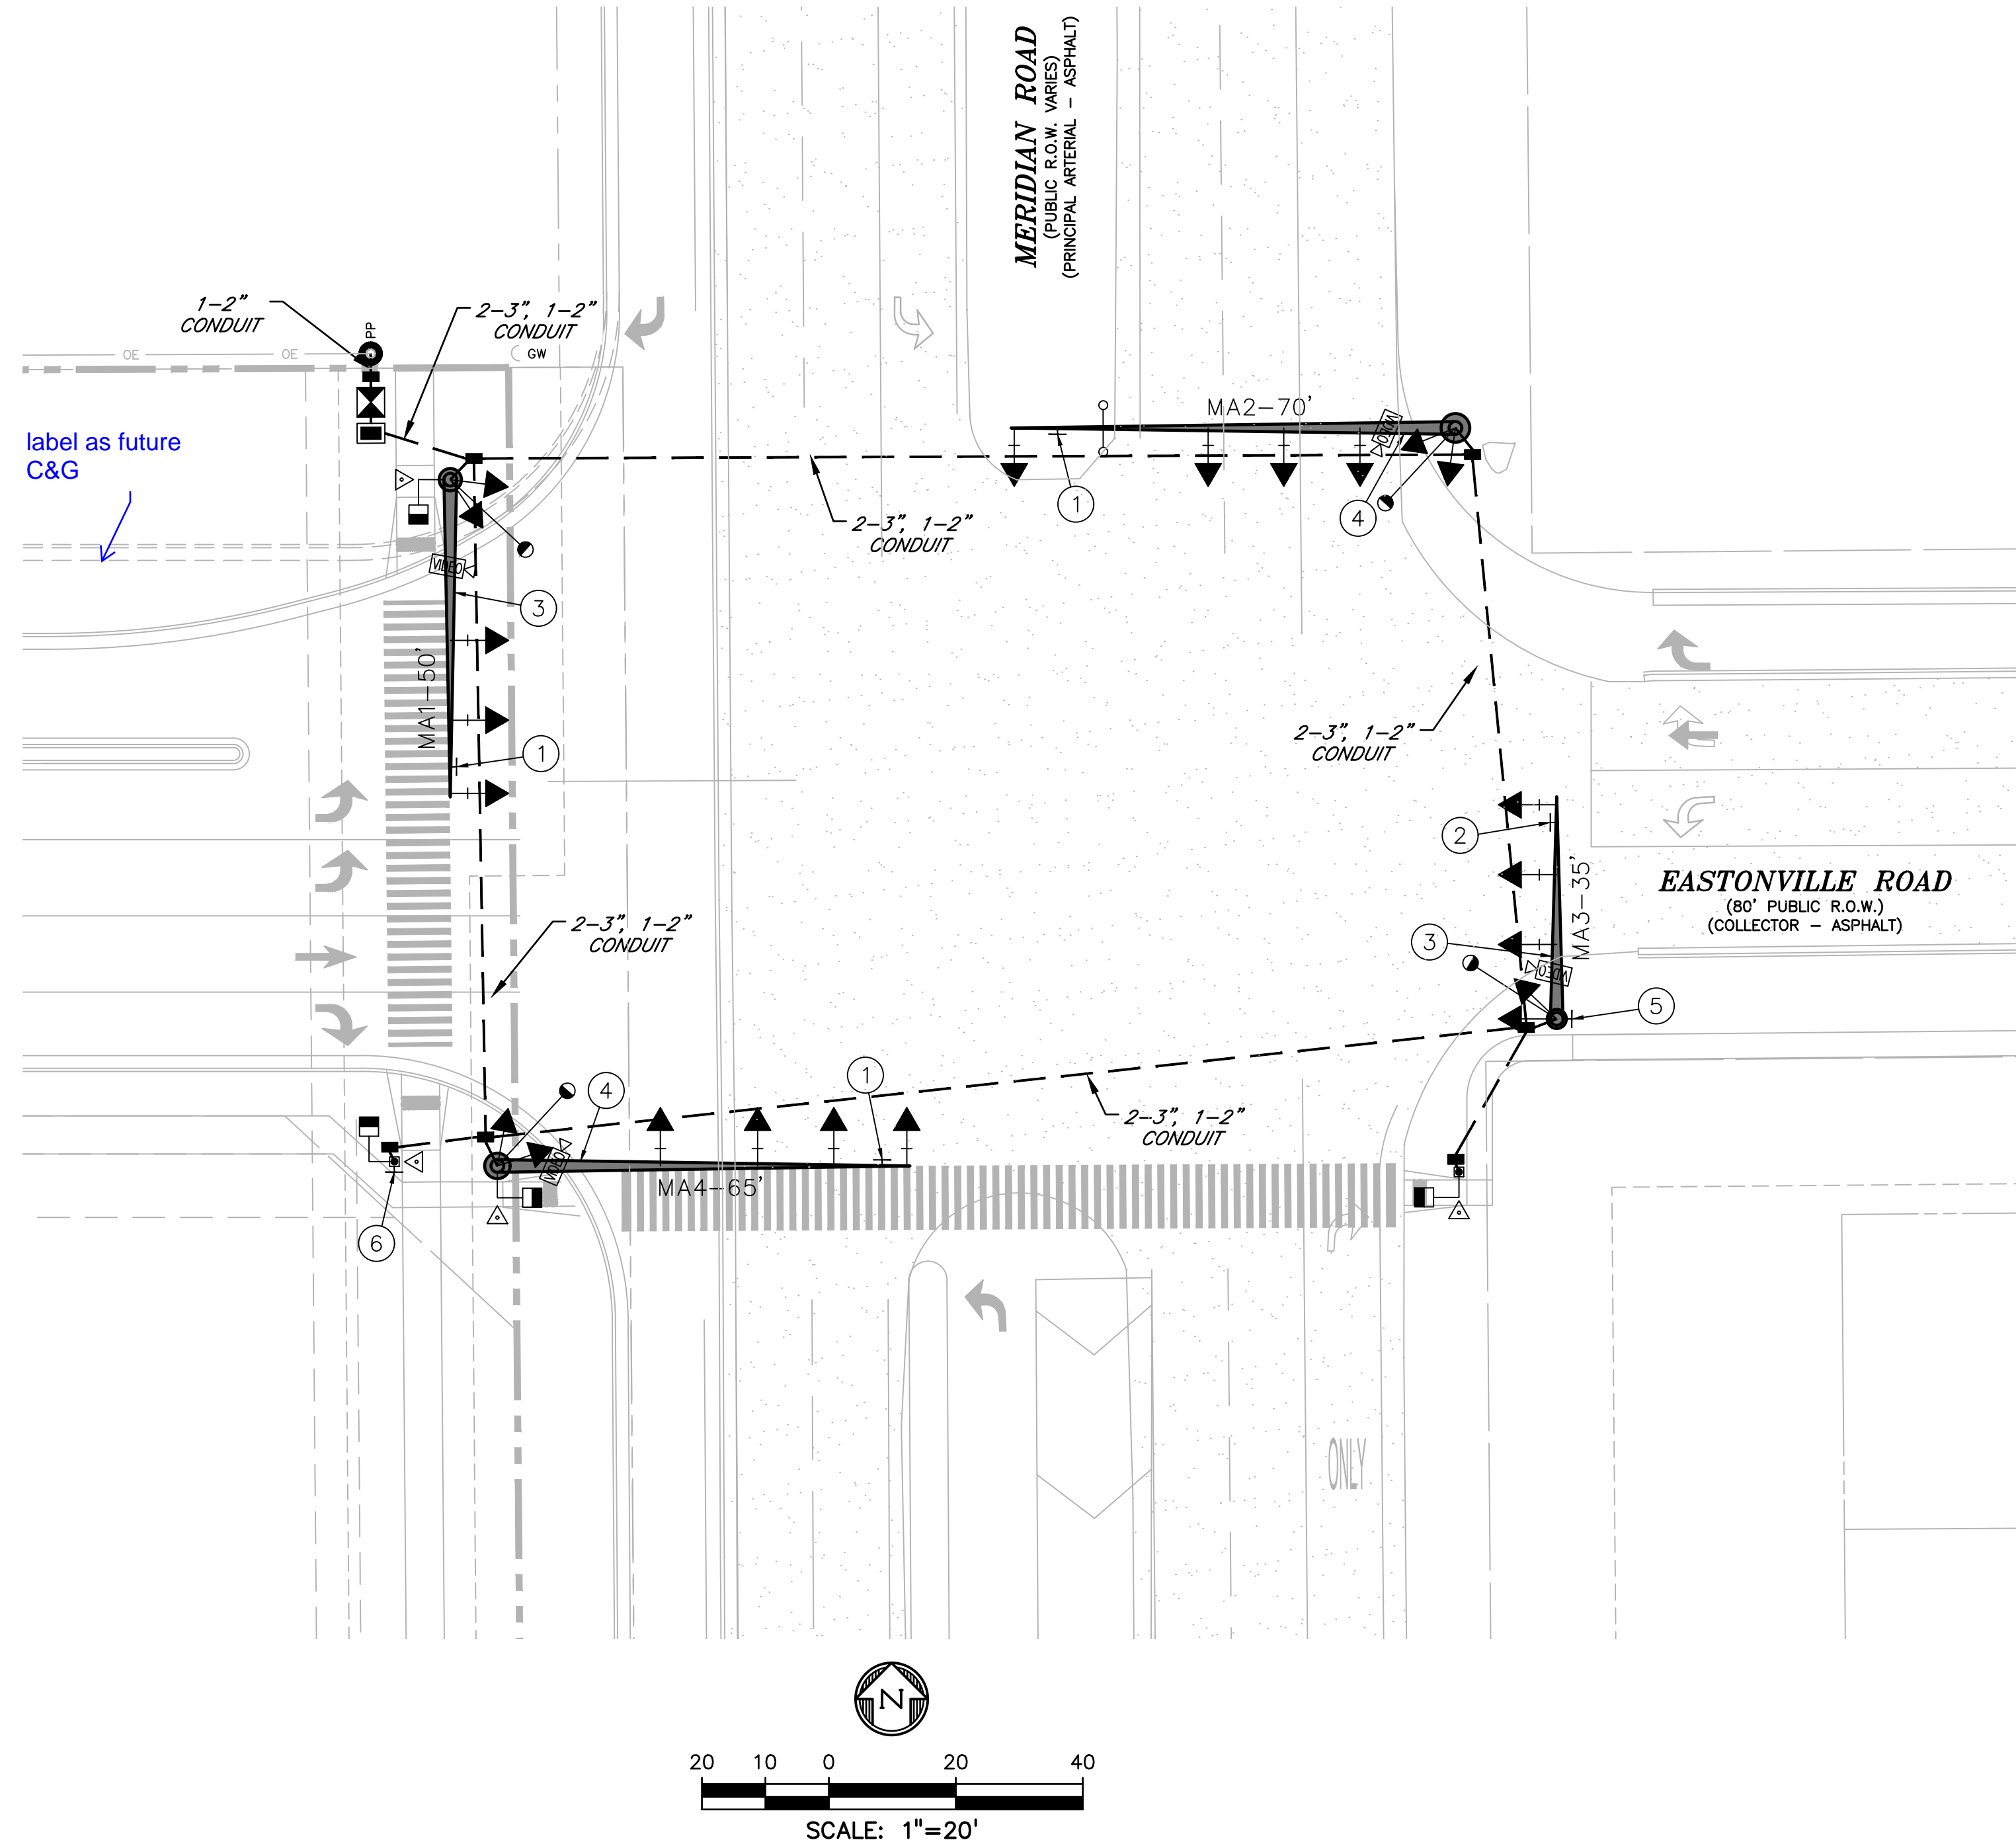 MERIDIAN ROAD
(PUBLIC R.O.W. VARIES)
(PRINCIPAL ARTERIAL – ASPHALT)
1–2"
CONDUIT
2–3", 1–2"
CONDUIT
PP
OE
OE
GW
label as future
C&G
MA2–70'
VIDEO
1
4
2–3", 1–2"
CONDUIT
VIDEO
3
MA1–50'
1
2–3", 1–2"
CONDUIT
2
MA3–35'
EASTONVILLE ROAD
(80' PUBLIC R.O.W.)
(COLLECTOR – ASPHALT)
2–3", 1–2"
CONDUIT
3
VIDEO
5
1
4
2–3", 1–2"
CONDUIT
VIDEO
MA4–65'
6
ONLY
N
20 10 0 20 40
SCALE: 1"=20'